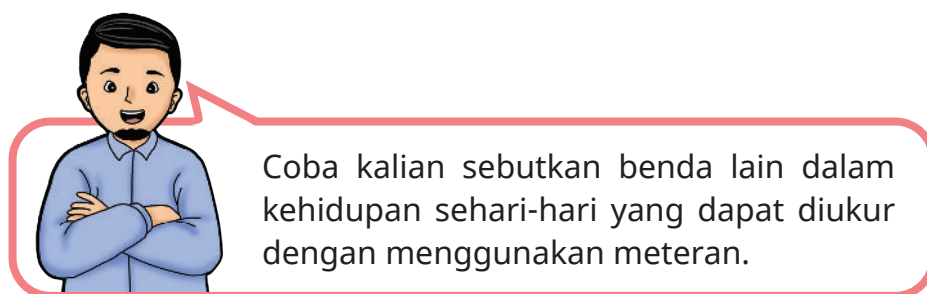 Coba kalian sebutkan benda lain dalam
kehidupan sehari-hari yang dapat diukur
dengan menggunakan meteran.